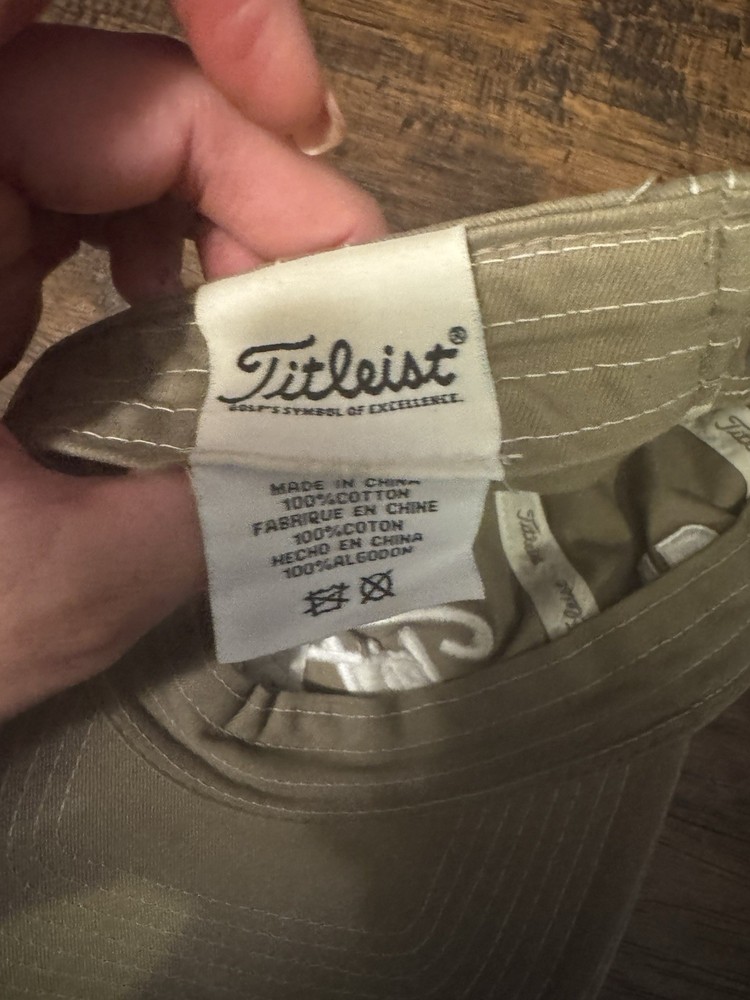 Titleist®
GOLF'S SYMBOL OF EXCELLENCE.
MADE IN CHINA
100%COTTON
FABRIQUE EN CHINE
100%COTON
HECHO EN CHINA
100%ALGODON
Titleist